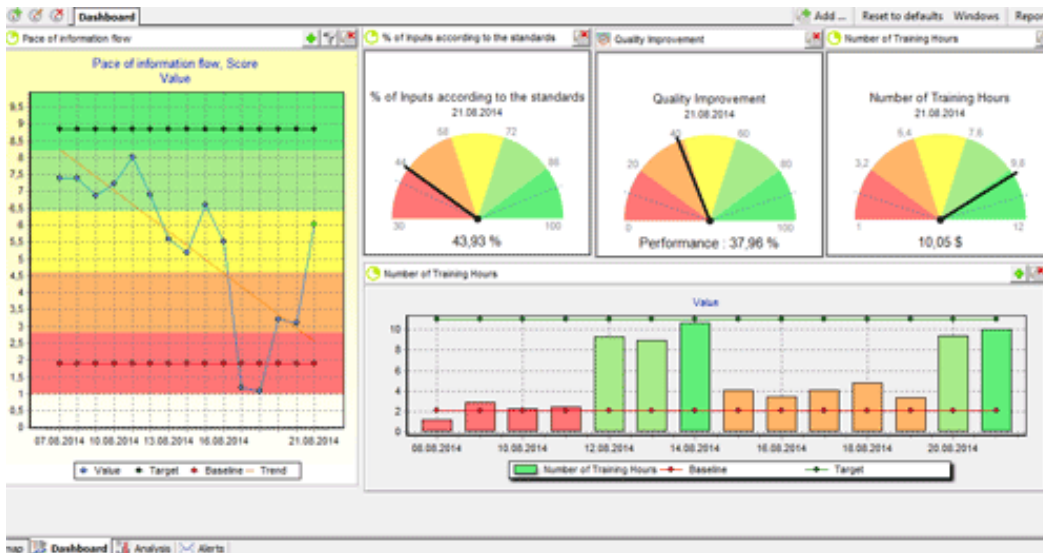 Dashboard
Add ... Reset to defaults Windows Repor
Pace of information flow
% of Inputs according to the standards
Quality Improvement
Number of Training Hours
Pace of information flow, Score
Value
9,5
9
8,5
8
7,5
7
6,5
6
5,5
5
4,5
4
3,5
3
2,5
2
1,5
1
0,5
0
07.08.2014 10.08.2014 13.08.2014 16.08.2014 21.08.2014
Value Target Baseline Trend
% of Inputs according to the standards
21.08.2014
30 44 58 72 86 100
43,93 %
Quality Improvement
21.08.2014
0 20 40 60 80 100
Performance : 37,96 %
Number of Training Hours
21.08.2014
1 3,2 5,4 7,6 9,8 12
10,05 $
Number of Training Hours
Value
10
8
6
4
2
0
08.08.2014 10.08.2014 12.08.2014 14.08.2014 16.08.2014 18.08.2014 20.08.2014
Number of Training Hours Baseline Target
map Dashboard Analysis Alerts